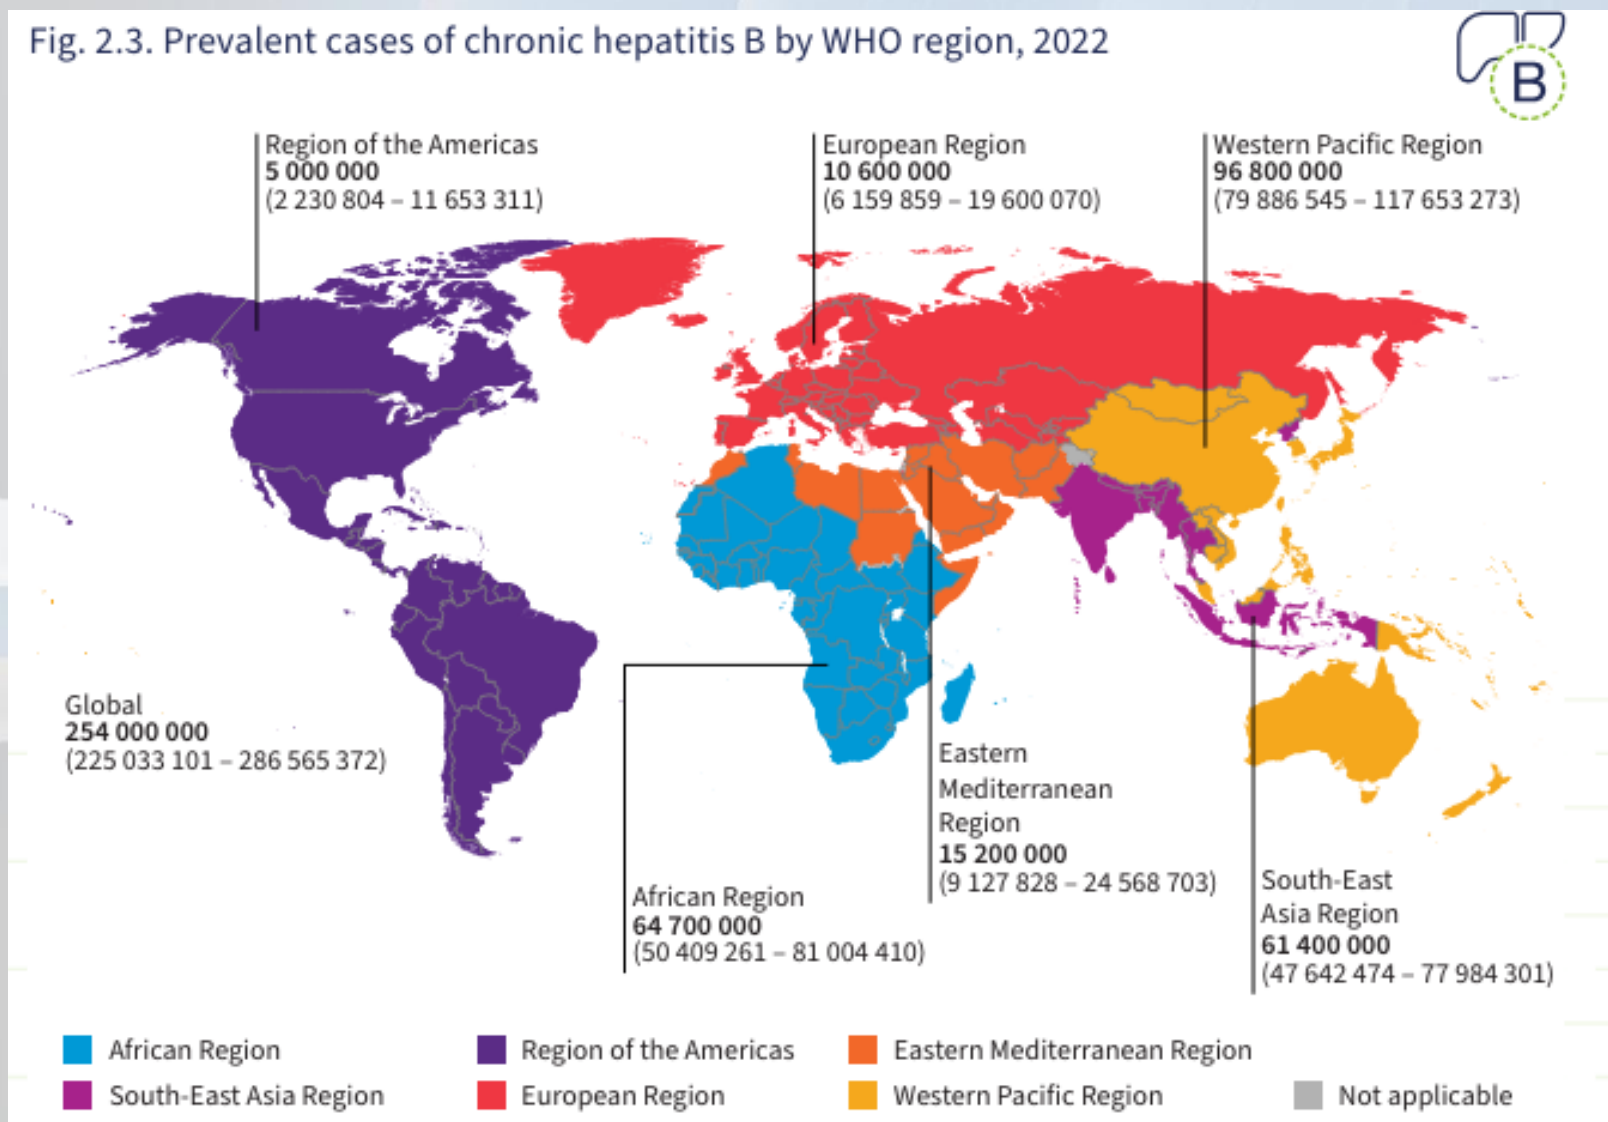 Fig. 2.3. Prevalent cases of chronic hepatitis B by WHO region, 2022
B
Region of the Americas
5 000 000
(2 230 804 – 11 653 311)
European Region
10 600 000
(6 159 859 – 19 600 070)
Western Pacific Region
96 800 000
(79 886 545 – 117 653 273)
Global
254 000 000
(225 033 101 – 286 565 372)
African Region
64 700 000
(50 409 261 – 81 004 410)
Eastern
Mediterranean
Region
15 200 000
(9 127 828 – 24 568 703)
South-East
Asia Region
61 400 000
(47 642 474 – 77 984 301)
African Region
Region of the Americas
Eastern Mediterranean Region
South-East Asia Region
European Region
Western Pacific Region
Not applicable